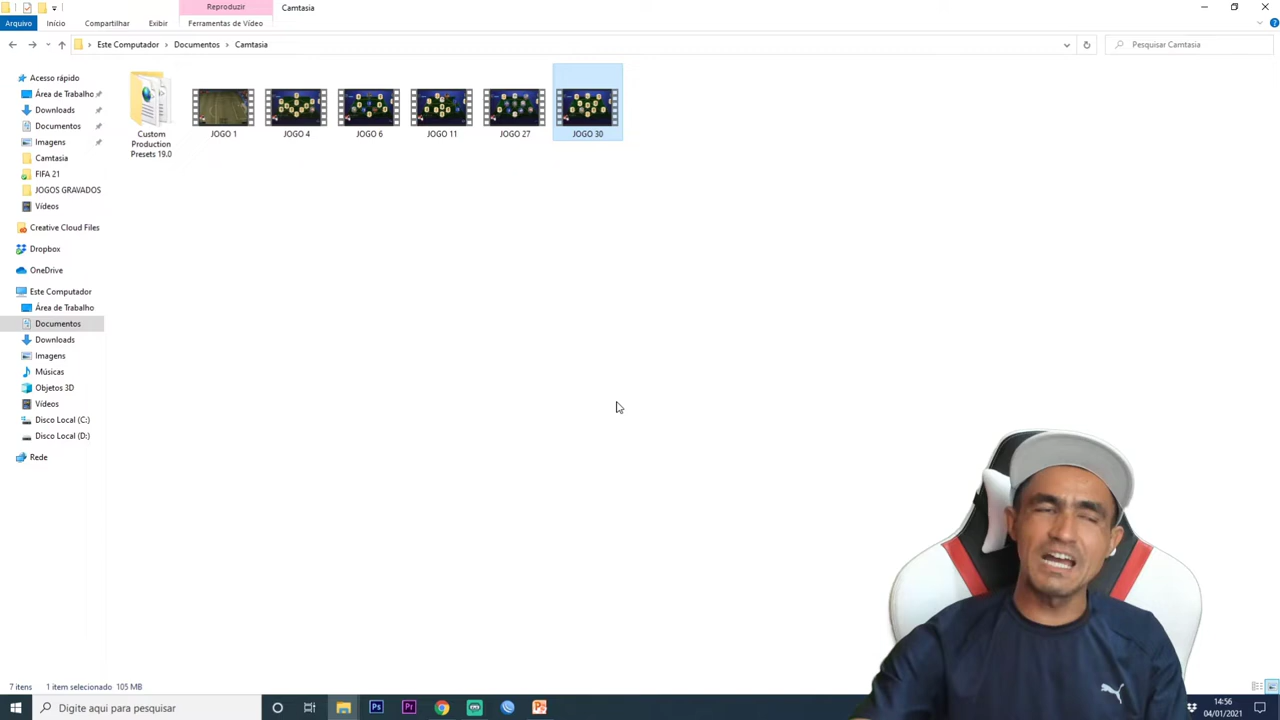 Reproduzir
Camtasia
Arquivo
Início
Compartilhar
Exibir
Ferramentas de Vídeo
Este Computador
Documentos
Camtasia
Pesquisar Camtasia
Acesso rápido
Área de Trabalho
Downloads
Documentos
Imagens
Camtasia
FIFA 21
JOGOS GRAVADOS
Vídeos
Creative Cloud Files
Dropbox
OneDrive
Este Computador
Área de Trabalho
Documentos
Downloads
Imagens
Músicas
Objetos 3D
Vídeos
Disco Local (C:)
Disco Local (D:)
Rede
Custom
Production
Presets 19.0
JOGO 1
JOGO 4
JOGO 6
JOGO 11
JOGO 27
JOGO 30
7 itens
1 item selecionado 105 MB
Digite aqui para pesquisar
Ps
Pr
14:56
04/01/2021